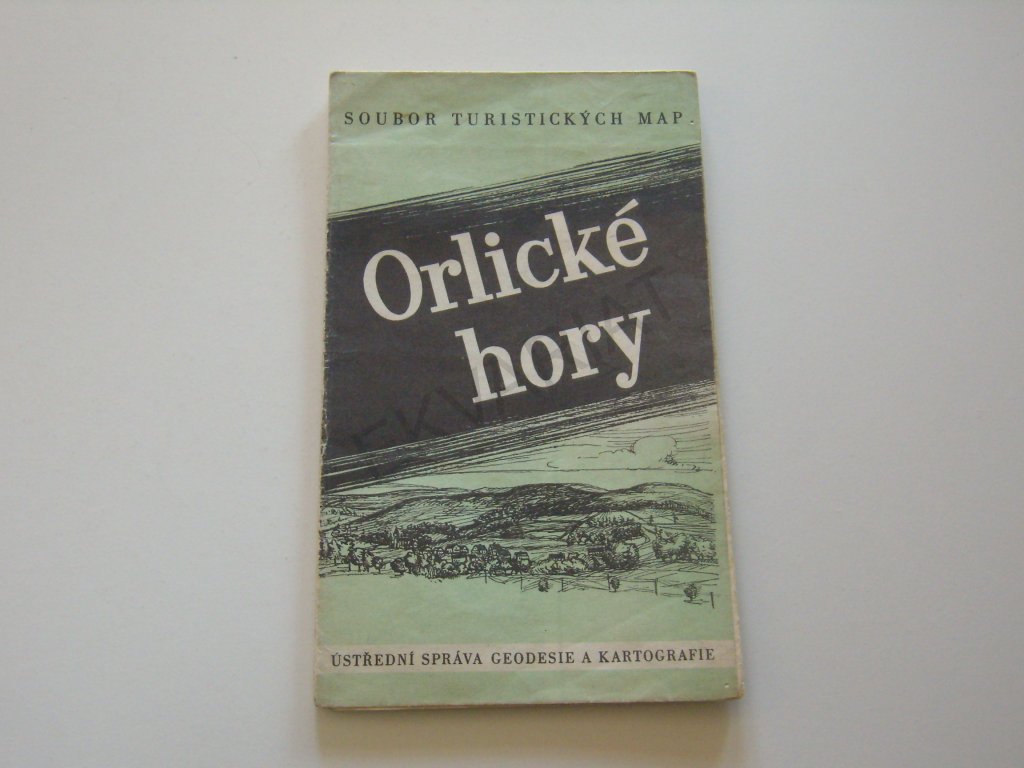 SOUBOR TURISTICKÝCH MAP
Orlické
hory
ÚSTŘEDNÍ SPRÁVA GEODESIE A KARTOGRAFIE